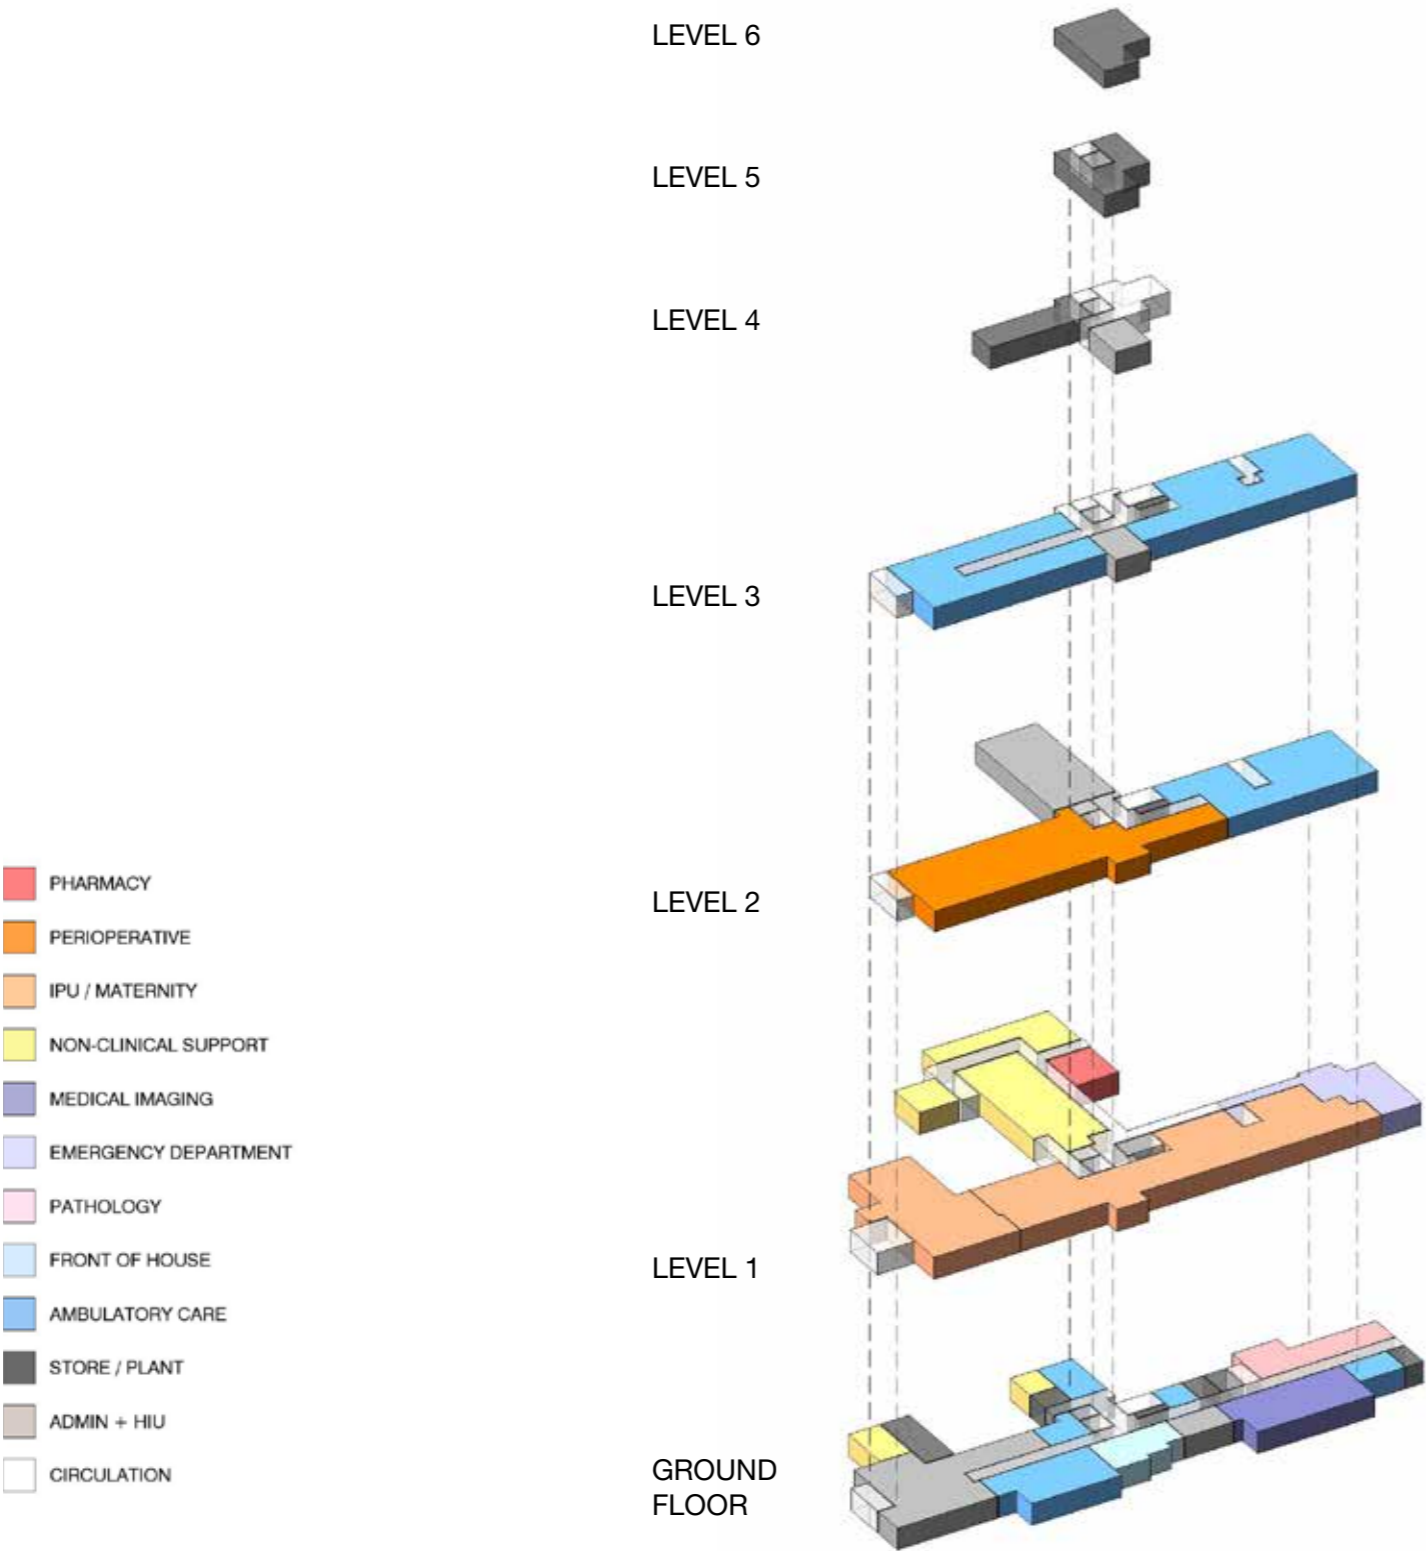 LEVEL 6
LEVEL 5
LEVEL 4
LEVEL 3
LEVEL 2
LEVEL 1
GROUND
FLOOR
PHARMACY
PERIOPERATIVE
IPU / MATERNITY
NON-CLINICAL SUPPORT
MEDICAL IMAGING
EMERGENCY DEPARTMENT
PATHOLOGY
FRONT OF HOUSE
AMBULATORY CARE
STORE / PLANT
ADMIN + HIU
CIRCULATION